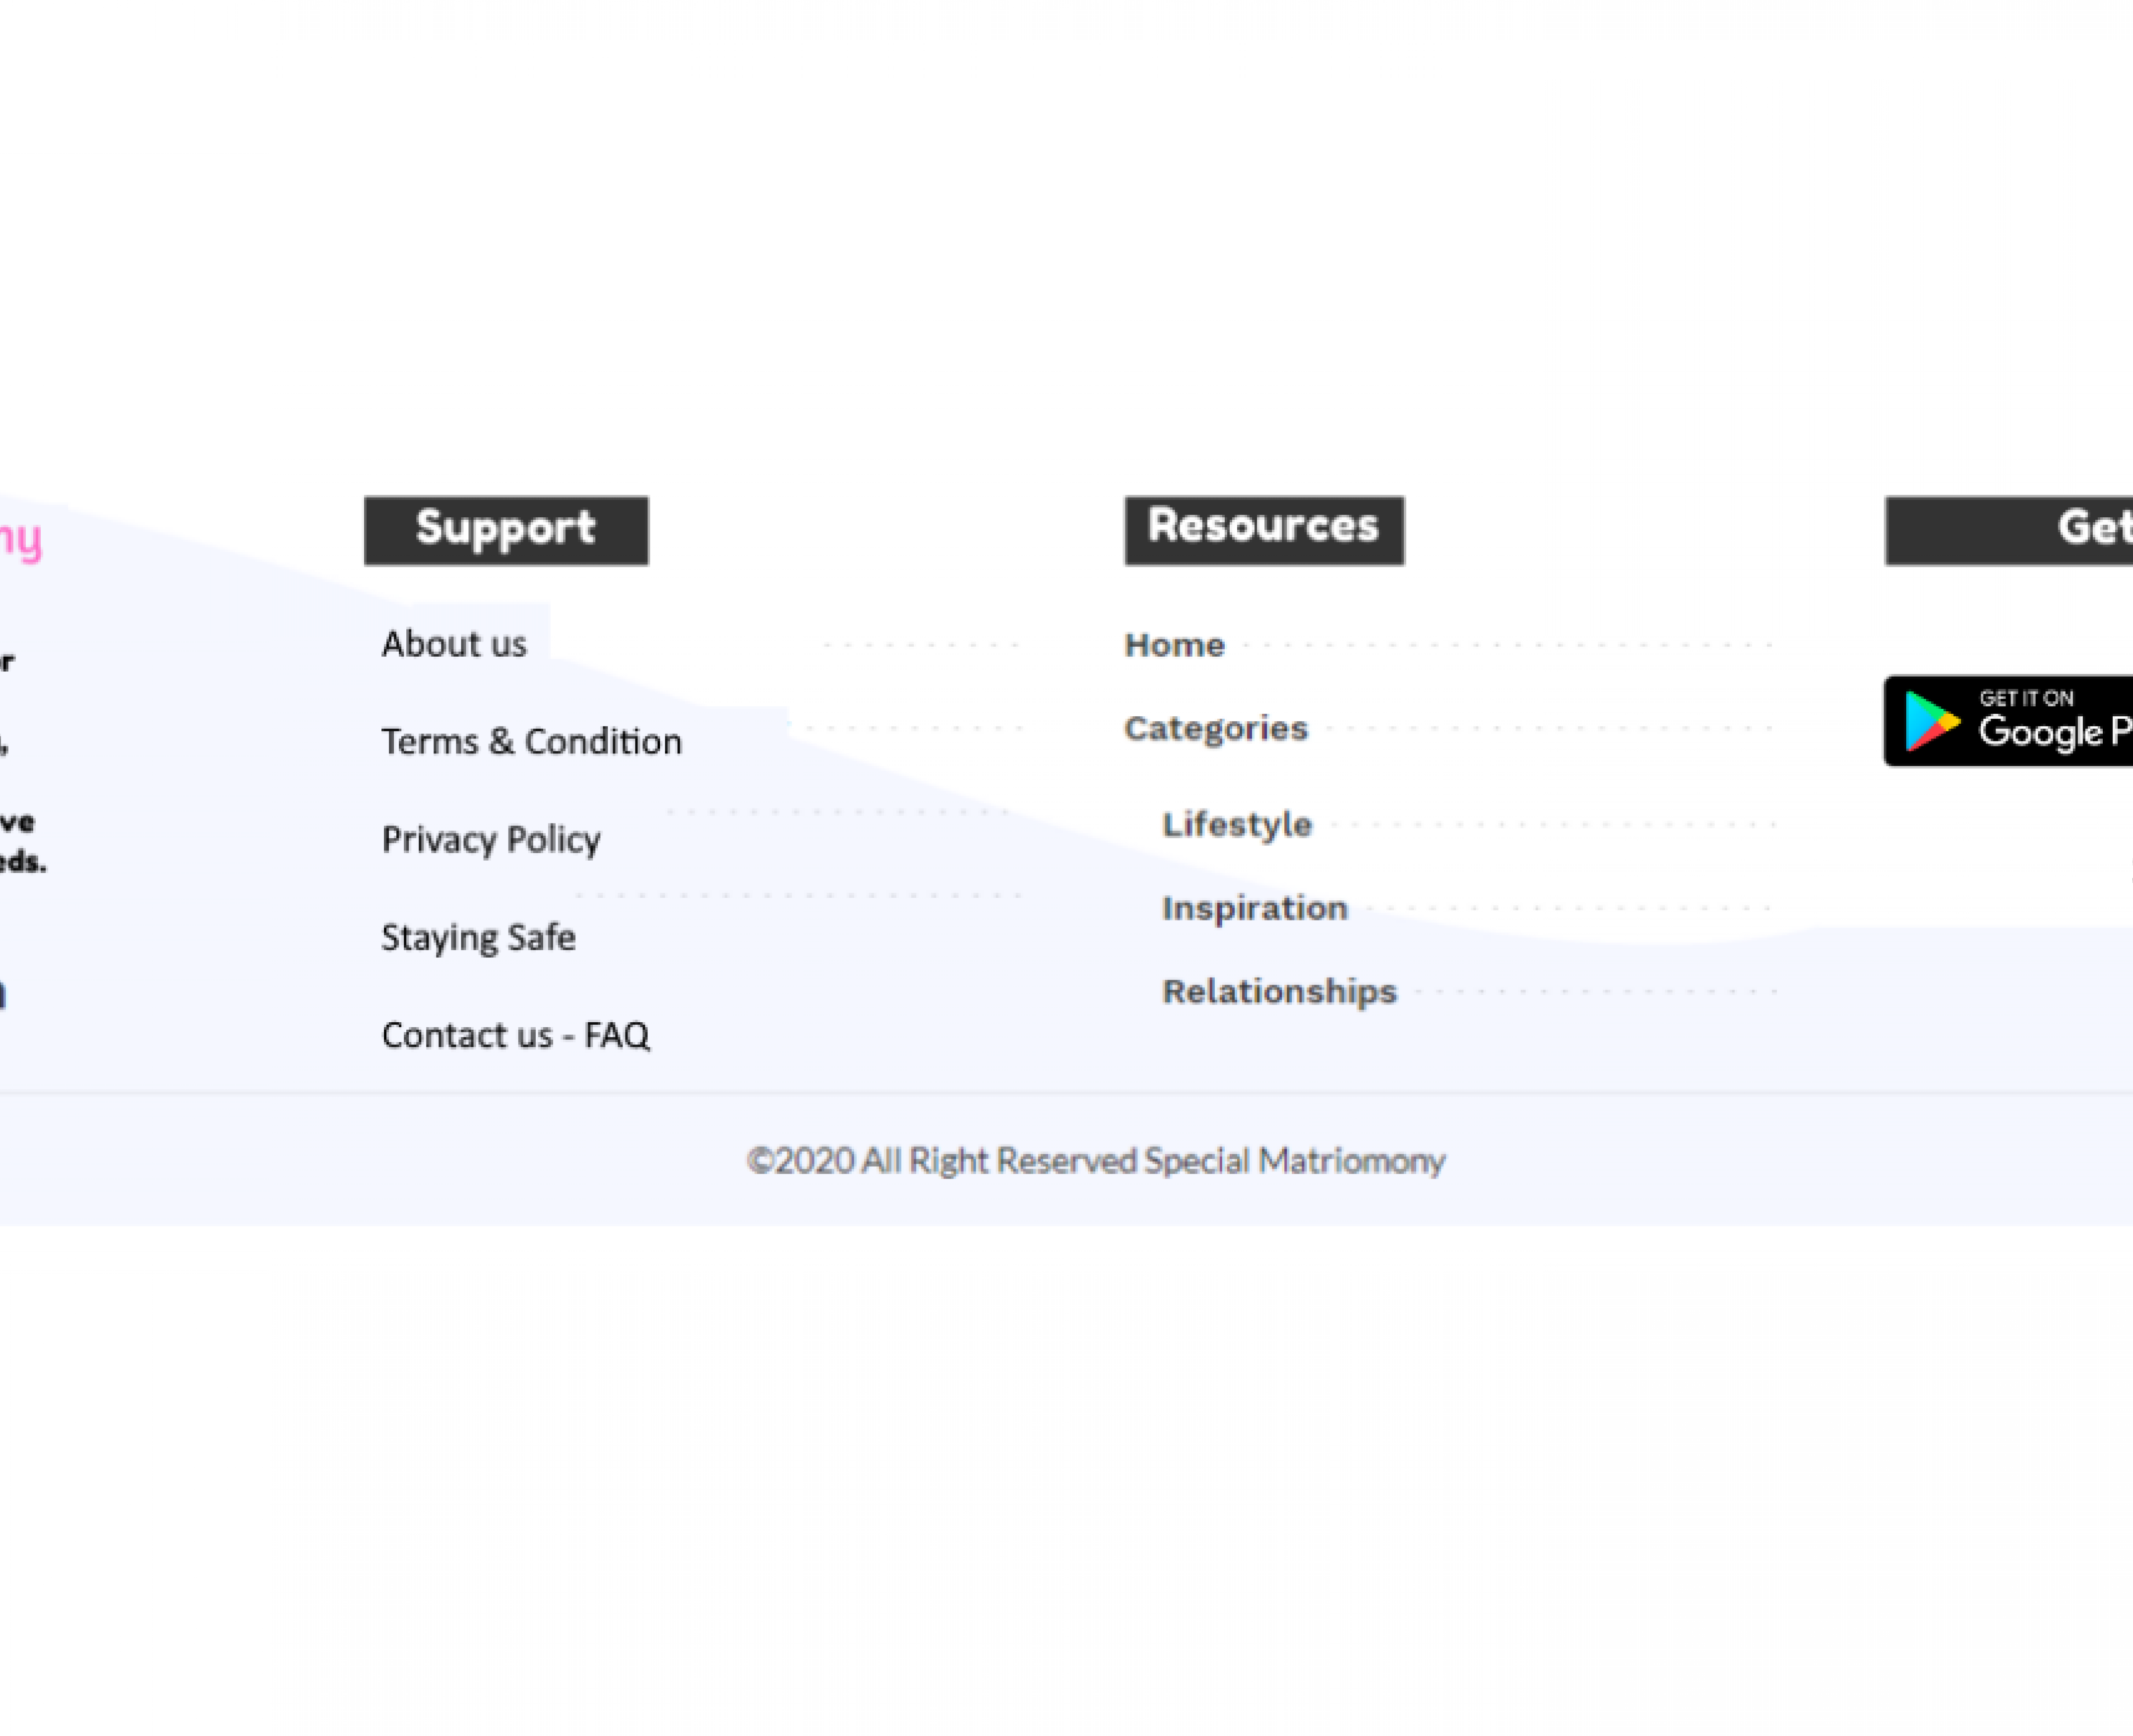 Support
About us
Terms & Condition
Privacy Policy
Staying Safe
Contact us - FAQ
Resources
Home
Categories
Lifestyle
Inspiration
Relationships
Get
GET IT ON
Google P
ny
or
,
ve
eds.
©2020 All Right Reserved Special Matriomony